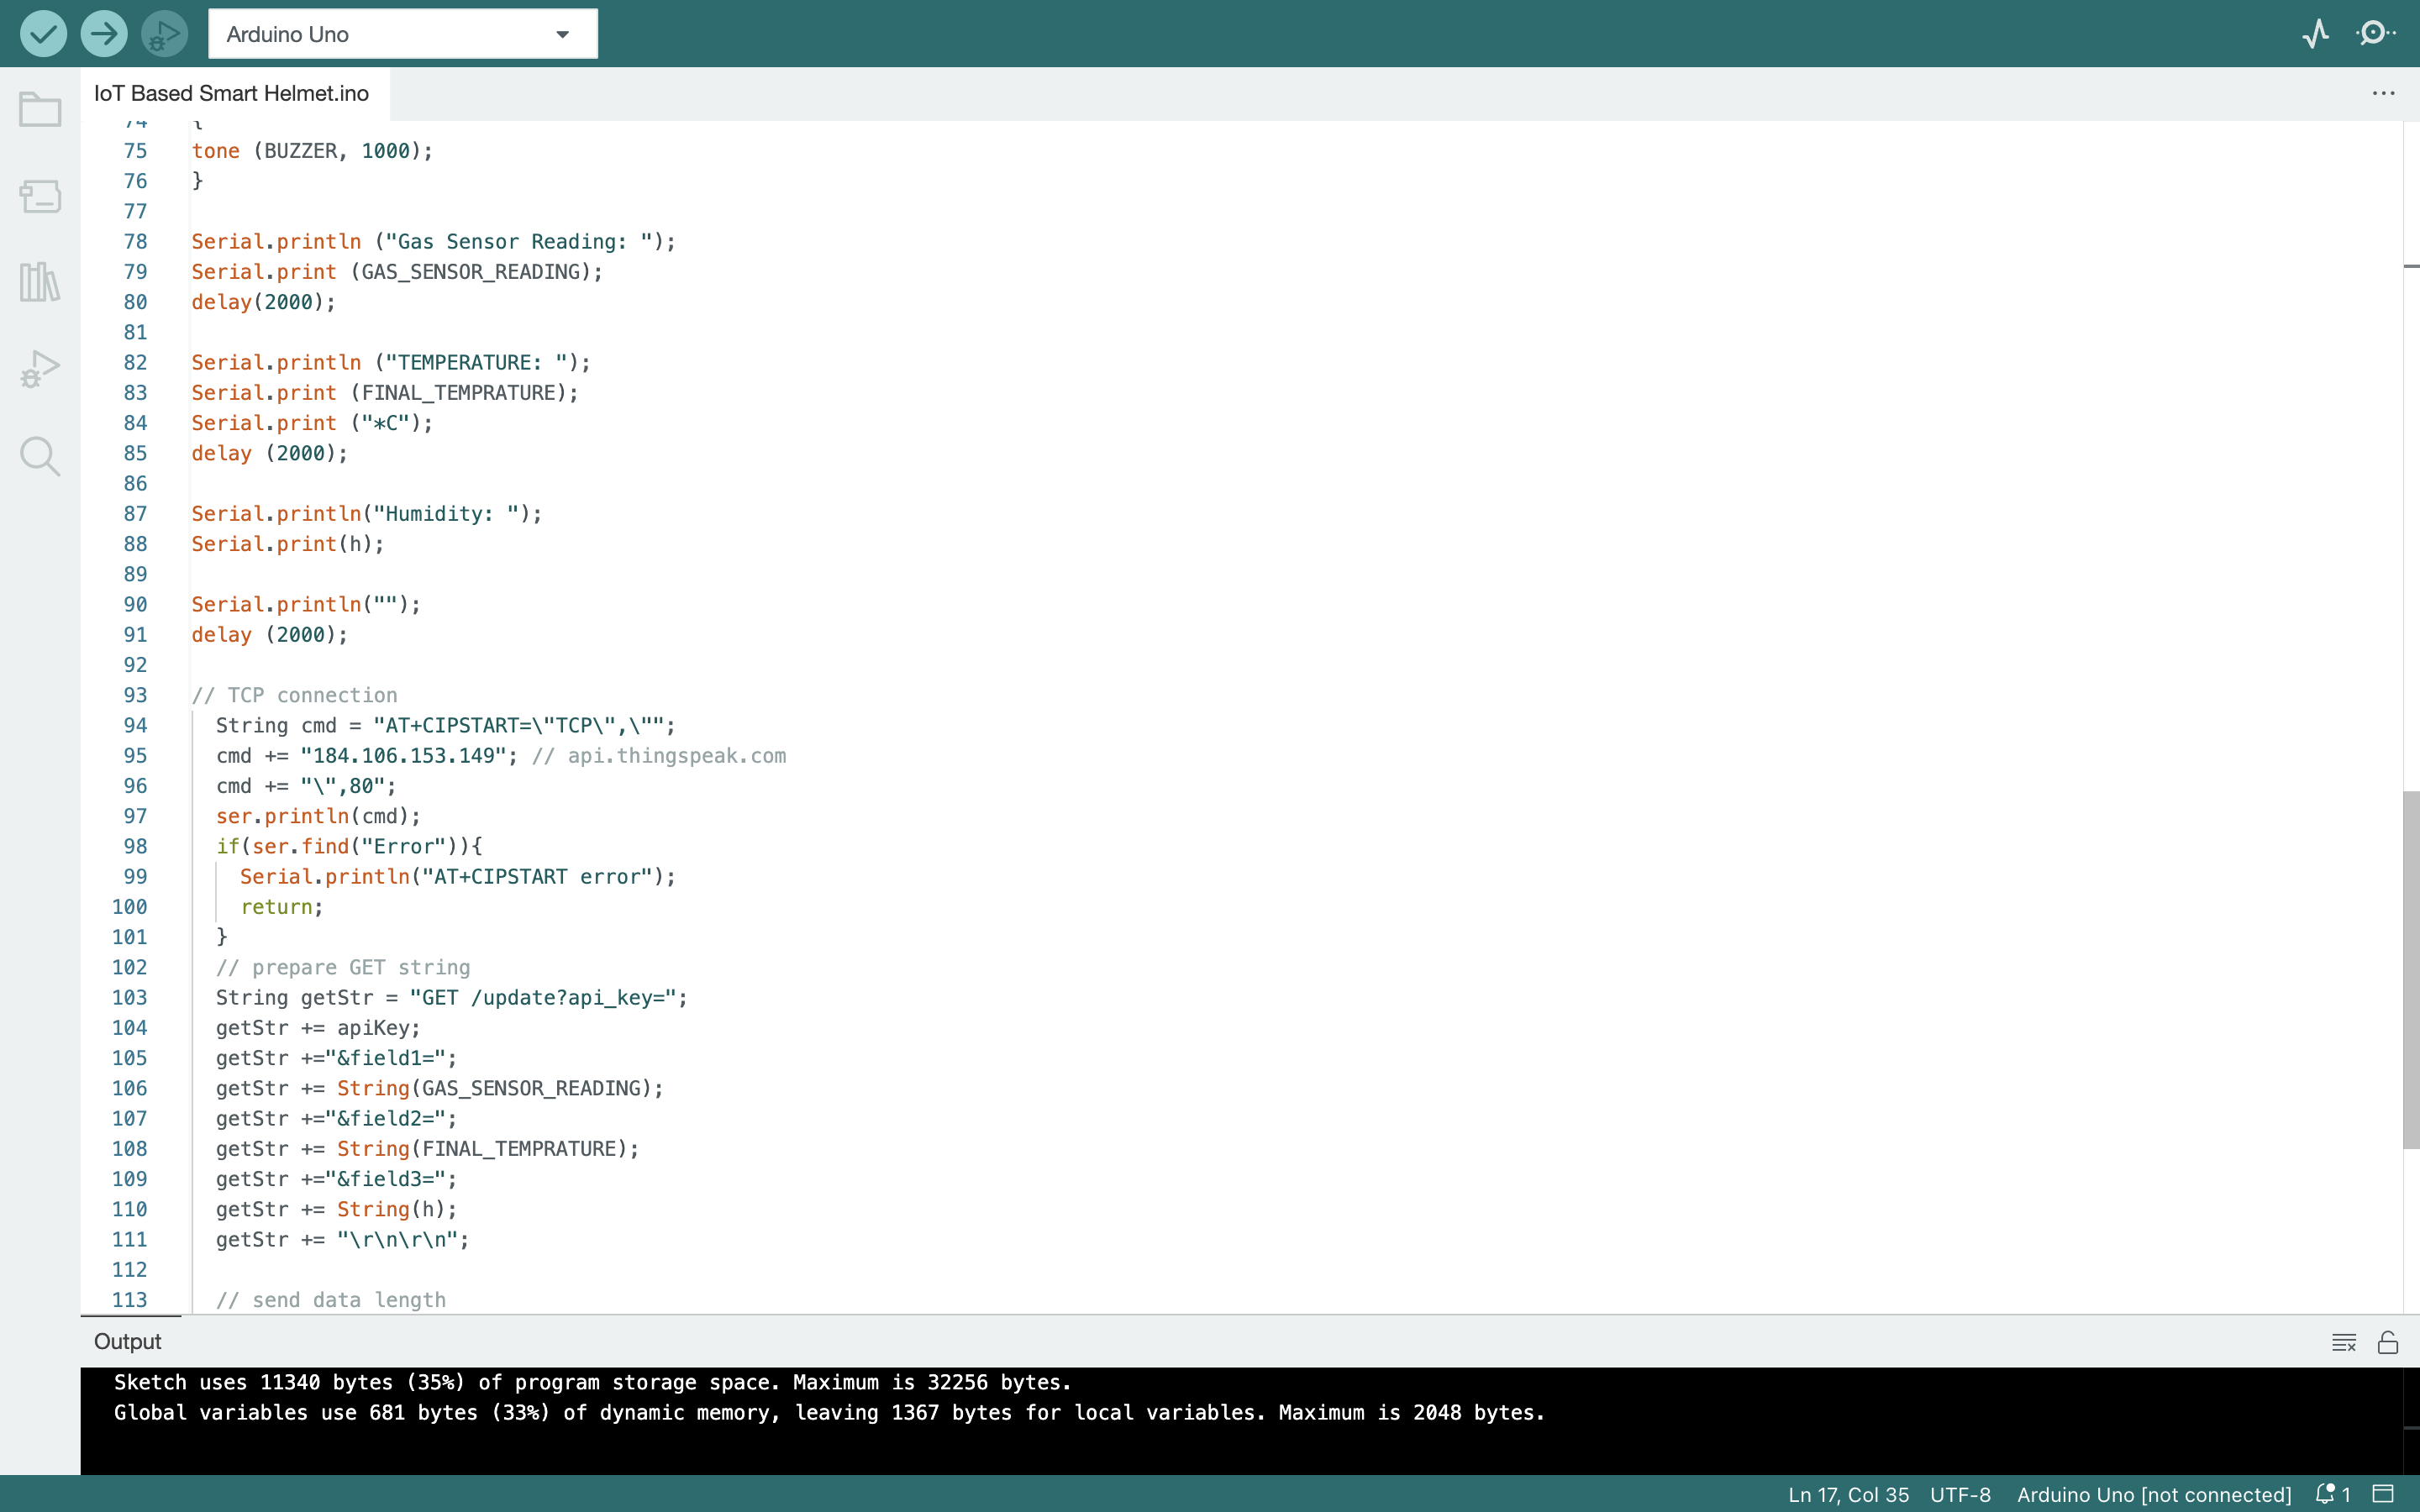 Arduino Uno
IoT Based Smart Helmet.ino
74 {
75 tone (BUZZER, 1000);
76 }
77
78 Serial.println ("Gas Sensor Reading: ");
79 Serial.print (GAS_SENSOR_READING);
80 delay(2000);
81
82 Serial.println ("TEMPERATURE: ");
83 Serial.print (FINAL_TEMPRATURE);
84 Serial.print ("*C");
85 delay (2000);
86
87 Serial.println("Humidity: ");
88 Serial.print(h);
89
90 Serial.println("");
91 delay (2000);
92
93 // TCP connection
94 String cmd = "AT+CIPSTART=\"TCP\",\"";
95 cmd += "184.106.153.149"; // api.thingspeak.com
96 cmd += "\",80";
97 ser.println(cmd);
98 if(ser.find("Error")){
99 Serial.println("AT+CIPSTART error");
100 return;
101 }
102 // prepare GET string
103 String getStr = "GET /update?api_key=";
104 getStr += apiKey;
105 getStr +="&field1=";
106 getStr += String(GAS_SENSOR_READING);
107 getStr +="&field2=";
108 getStr += String(FINAL_TEMPRATURE);
109 getStr +="&field3=";
110 getStr += String(h);
111 getStr += "\r\n\r\n";
112
113 // send data length
Output
Sketch uses 11340 bytes (35%) of program storage space. Maximum is 32256 bytes.
Global variables use 681 bytes (33%) of dynamic memory, leaving 1367 bytes for local variables. Maximum is 2048 bytes.
Ln 17, Col 35 UTF-8 Arduino Uno [not connected] 1